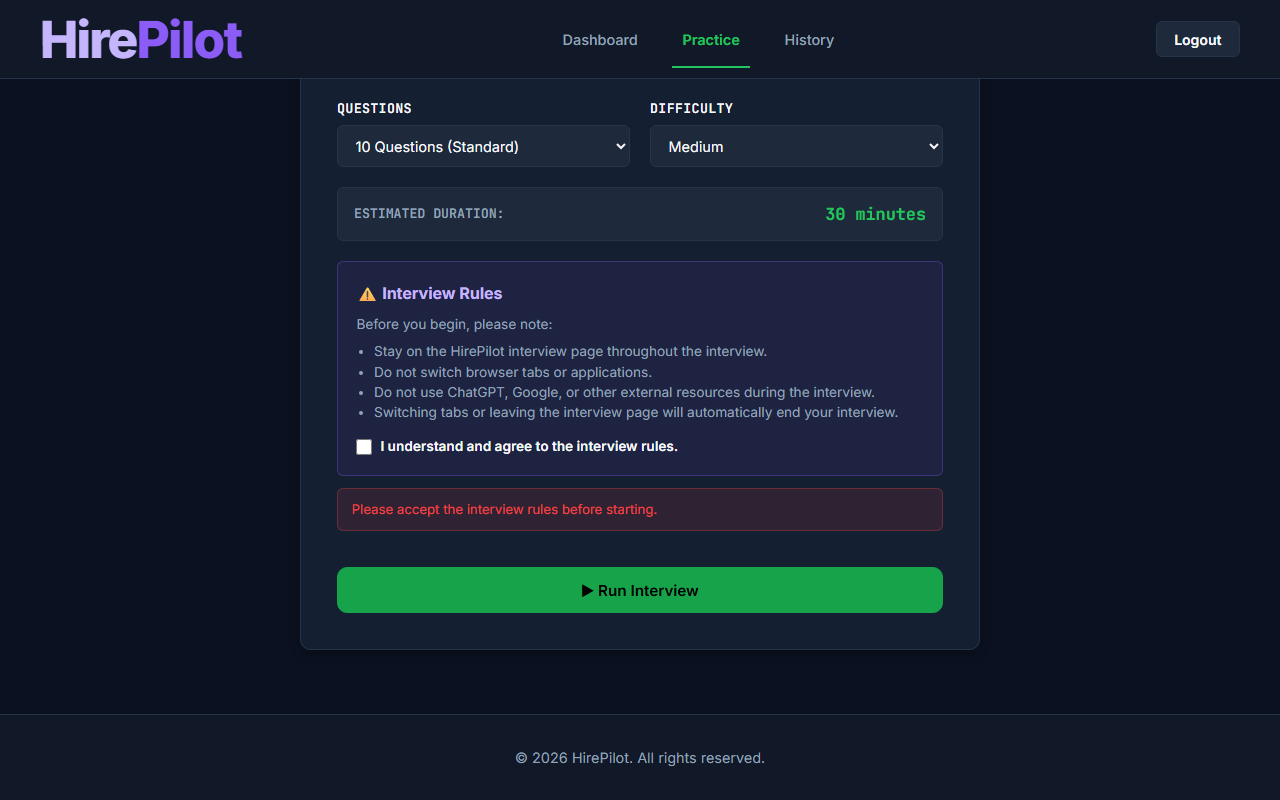 HirePilot
Dashboard
Practice
History
Logout
QUESTIONS
DIFFICULTY
10 Questions (Standard)
Medium
ESTIMATED DURATION:
30 minutes
⚠️ Interview Rules
Before you begin, please note:
• Stay on the HirePilot interview page throughout the interview.
• Do not switch browser tabs or applications.
• Do not use ChatGPT, Google, or other external resources during the interview.
• Switching tabs or leaving the interview page will automatically end your interview.
I understand and agree to the interview rules.
Please accept the interview rules before starting.
▶ Run Interview
© 2026 HirePilot. All rights reserved.